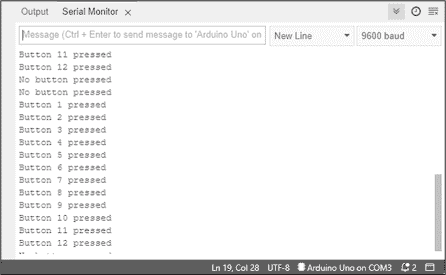 Output Serial Monitor
Message (Ctrl + Enter to send message to 'Arduino Uno' on New Line 9600 baud
Button 11 pressed
Button 12 pressed
No button pressed
No button pressed
Button 1 pressed
Button 2 pressed
Button 3 pressed
Button 4 pressed
Button 5 pressed
Button 6 pressed
Button 7 pressed
Button 8 pressed
Button 9 pressed
Button 10 pressed
Button 11 pressed
Button 12 pressed
Ln 19, Col 28 UTF-8 Arduino Uno on COM3 2